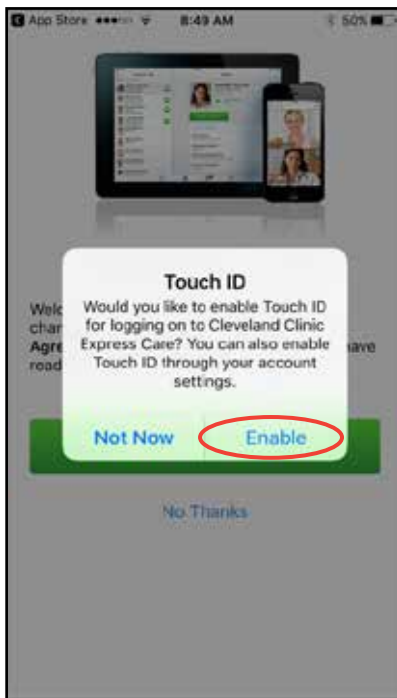 App Store 8:49 AM 50%
Touch ID
Would you like to enable Touch ID
for logging on to Cleveland Clinic
Express Care? You can also enable
Touch ID through your account
settings.
Agre
read
Not Now Enable
No Thanks